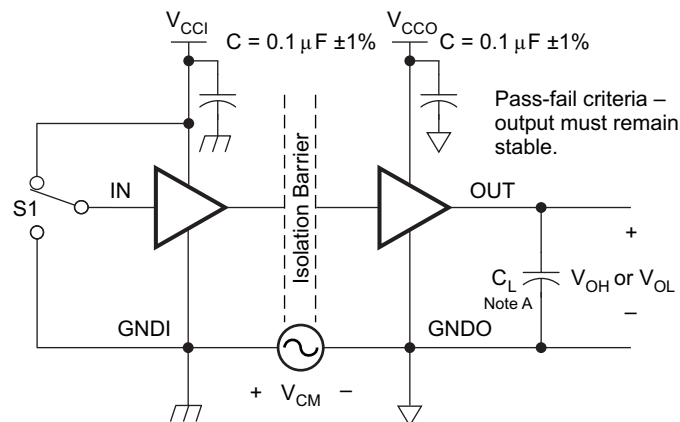 V_CCI
C = 0.1 μF ±1%
V_CCO
C = 0.1 μF ±1%
Pass-fail criteria –
output must remain
stable.
Isolation Barrier
IN
OUT
S1
+
C_L
Note A
V_OH or V_OL
–
GNDI
GNDO
+ V_CM –